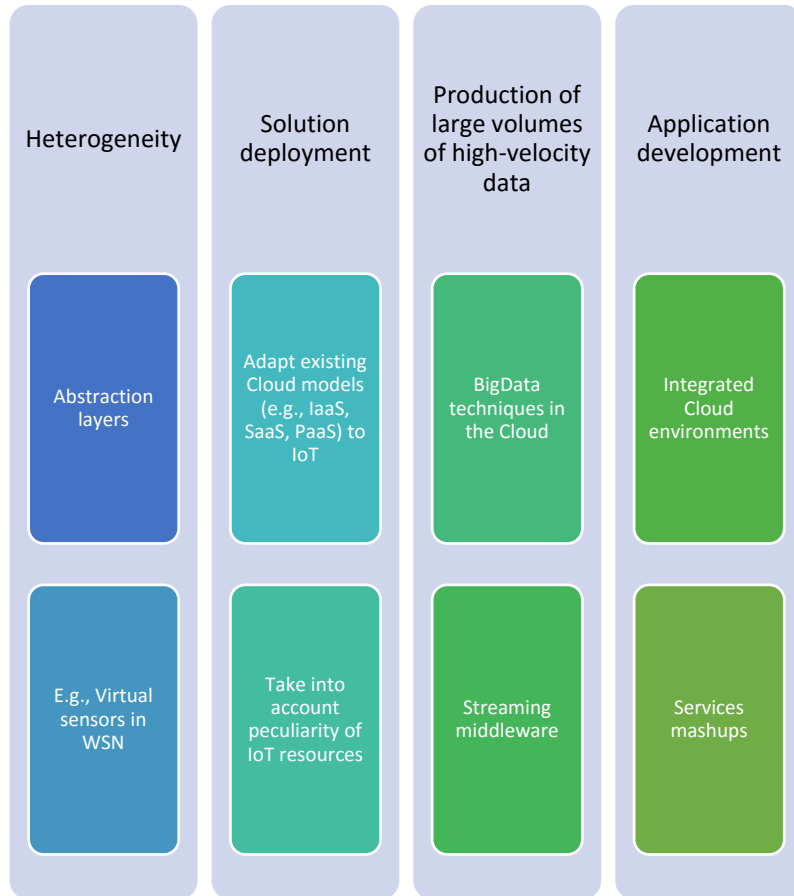 Heterogeneity
Abstraction
layers
E.g., Virtual
sensors in
WSN
Solution
deployment
Adapt existing
Cloud models
(e.g., IaaS,
SaaS, PaaS) to
IoT
Take into
account
peculiarity of
IoT resources
Production of
large volumes
of high-velocity
data
BigData
techniques in
the Cloud
Streaming
middleware
Application
development
Integrated
Cloud
environments
Services
mashups